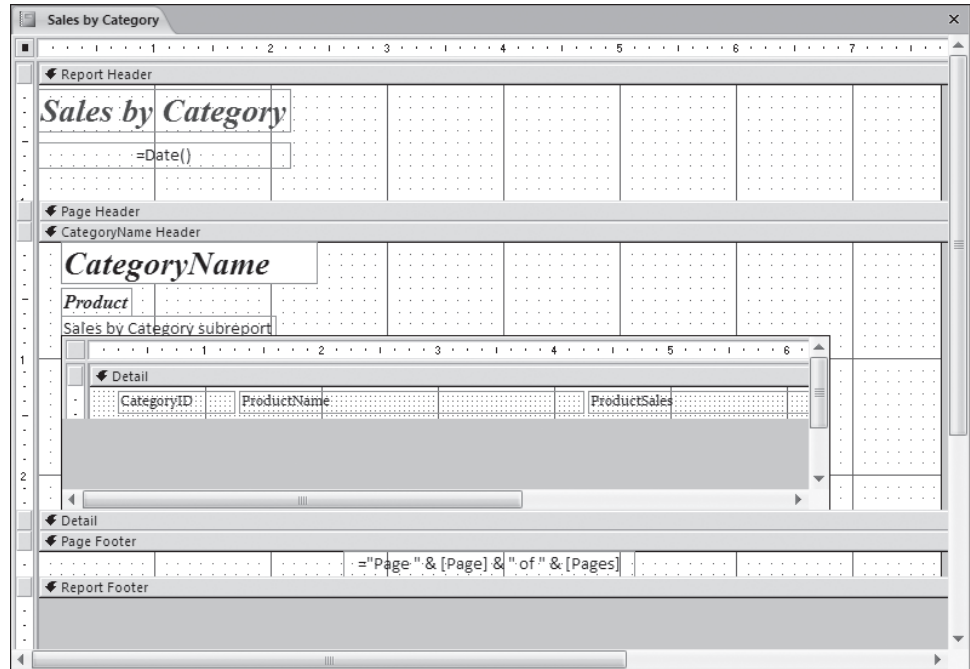 Sales by Category
1 2 3 4 5 6 7
Report Header
Sales by Category
=Date()
Page Header
CategoryName Header
CategoryName
Product
Sales by Category subreport
1 2 3 4 5 6
Detail
CategoryID ProductName ProductSales
1
2
Detail
Page Footer
="Page " & [Page] & " of " & [Pages]
Report Footer